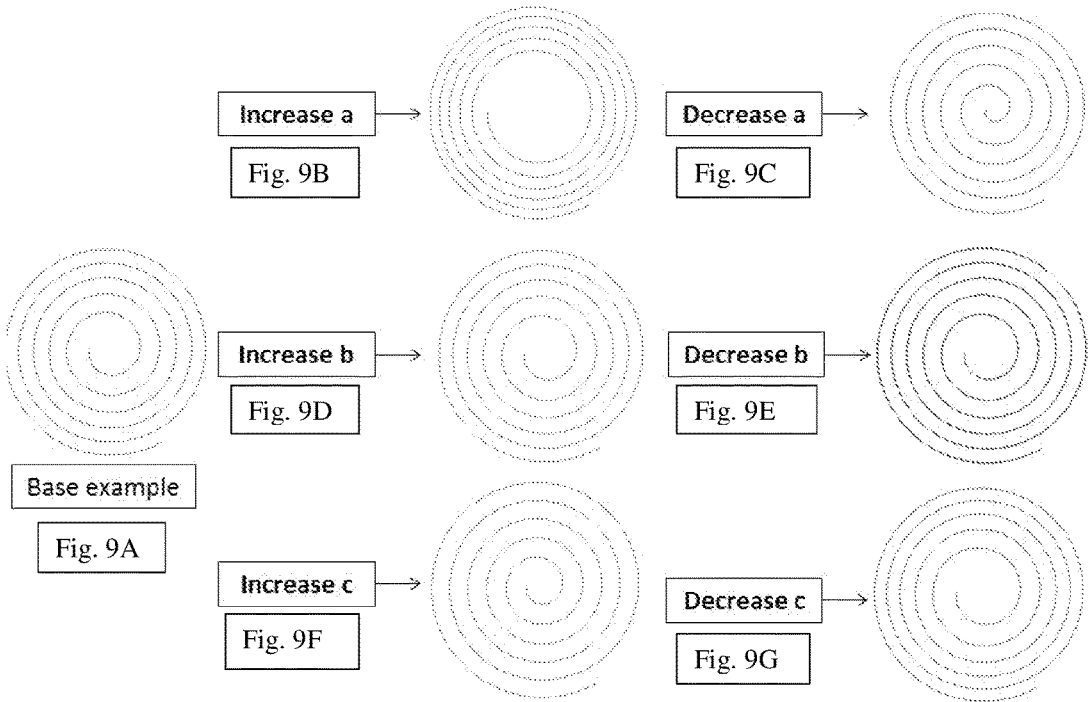 Increase a
Fig. 9B
Decrease a
Fig. 9C
Base example
Fig. 9A
Increase b
Fig. 9D
Decrease b
Fig. 9E
Increase c
Fig. 9F
Decrease c
Fig. 9G